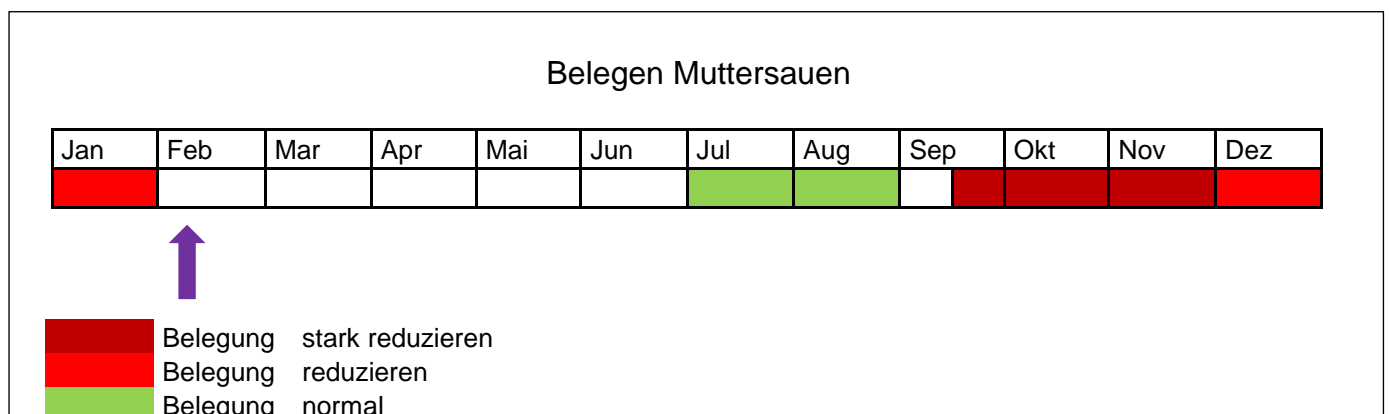 Belegen Muttersauen
Jan Feb Mar Apr Mai Jun Jul Aug Sep Okt Nov Dez
Belegung stark reduzieren
Belegung reduzieren
Belegung normal